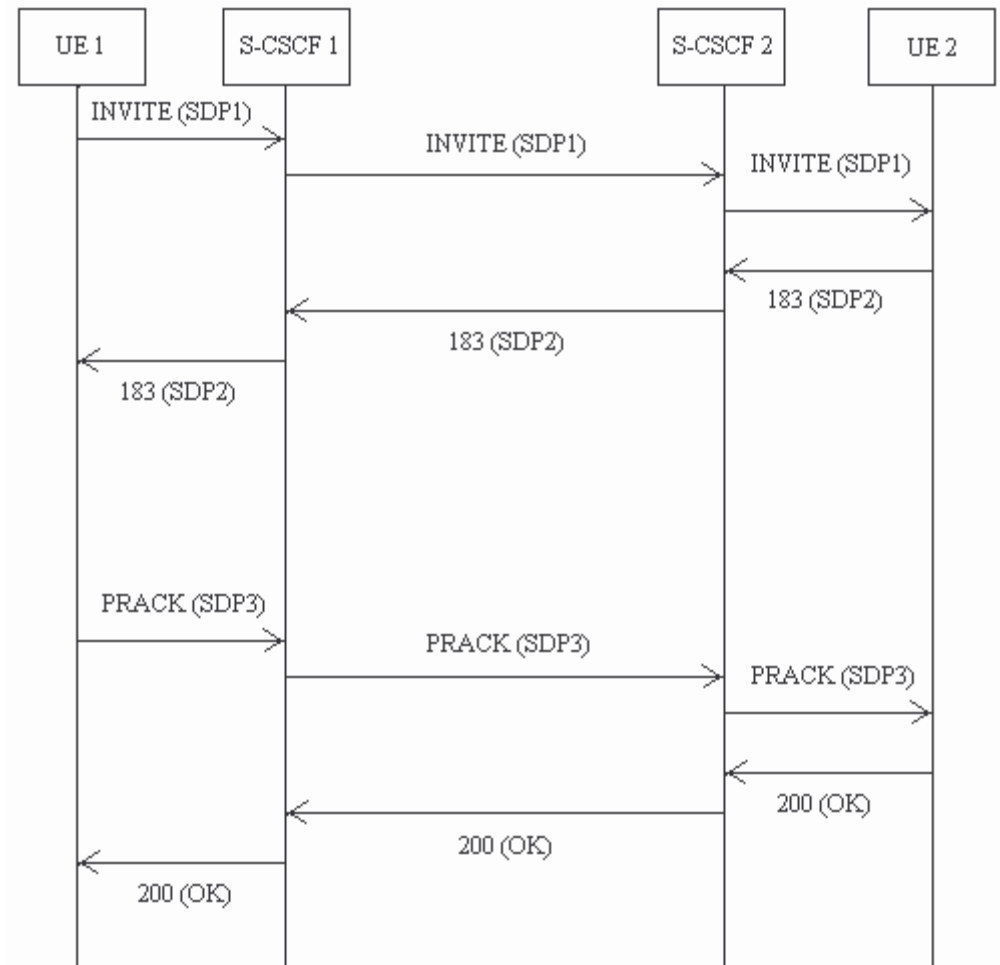 UE 1
S-CSCF 1
S-CSCF 2
UE 2
INVITE (SDP1)
INVITE (SDP1)
INVITE (SDP1)
183 (SDP2)
183 (SDP2)
183 (SDP2)
PRACK (SDP3)
PRACK (SDP3)
PRACK (SDP3)
200 (OK)
200 (OK)
200 (OK)